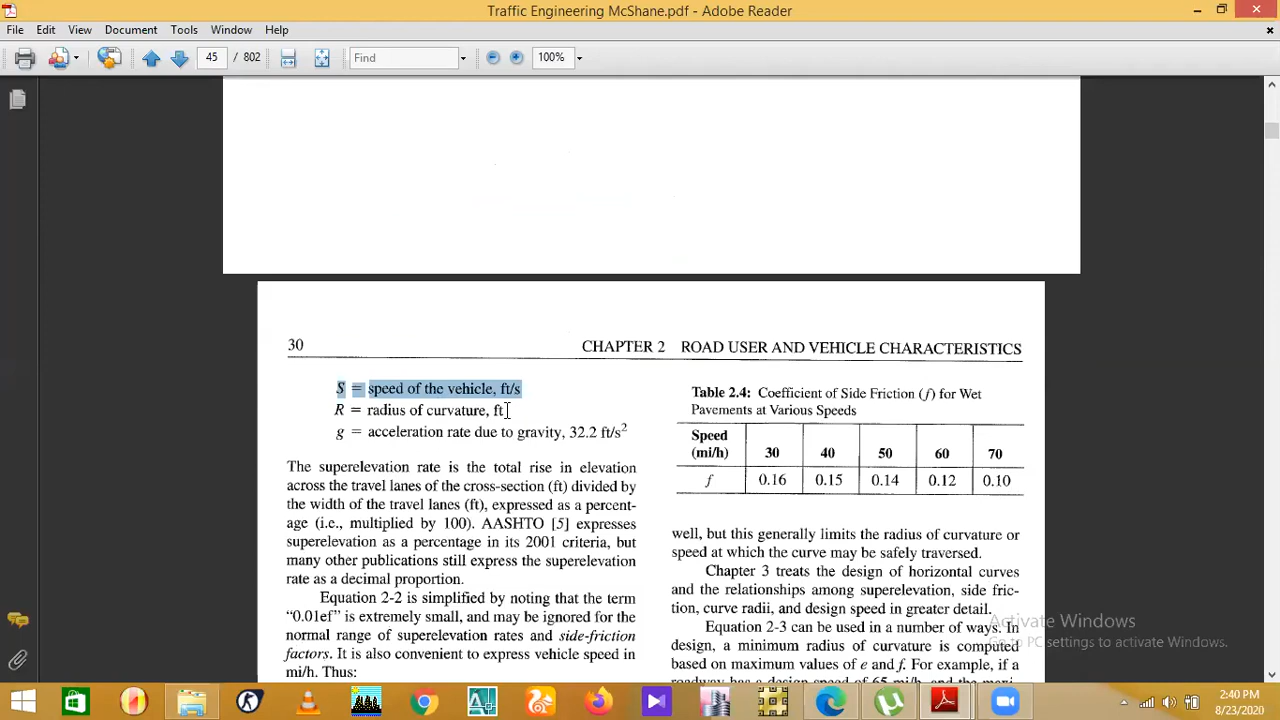 Traffic Engineering McShane.pdf - Adobe Reader
File Edit View Document Tools Window Help
45 / 802 Find 100%
30 CHAPTER 2 ROAD USER AND VEHICLE CHARACTERISTICS
S = speed of the vehicle, ft/s
R = radius of curvature, ft
g = acceleration rate due to gravity, 32.2 ft/s²
The superelevation rate is the total rise in elevation
across the travel lanes of the cross-section (ft) divided by
the width of the travel lanes (ft), expressed as a percent-
age (i.e., multiplied by 100). AASHTO [5] expresses
superelevation as a percentage in its 2001 criteria, but
many other publications still express the superelevation
rate as a decimal proportion.
Equation 2-2 is simplified by noting that the term
“0.01ef” is extremely small, and may be ignored for the
normal range of superelevation rates and side-friction
factors. It is also convenient to express vehicle speed in
mi/h. Thus:
Table 2.4: Coefficient of Side Friction (f) for Wet
Pavements at Various Speeds
Speed
(mi/h) 30 40 50 60 70
f 0.16 0.15 0.14 0.12 0.10
well, but this generally limits the radius of curvature or
speed at which the curve may be safely traversed.
Chapter 3 treats the design of horizontal curves
and the relationships among superelevation, side fric-
tion, curve radii, and design speed in greater detail.
Equation 2-3 can be used in a number of ways. In
design, a minimum radius of curvature is computed
based on maximum values of e and f. For example, if a
roadway has a design speed of 65 mi/h, and the maxi-
Activate Windows
Go to PC settings to activate Windows.
2:40 PM
8/23/2020